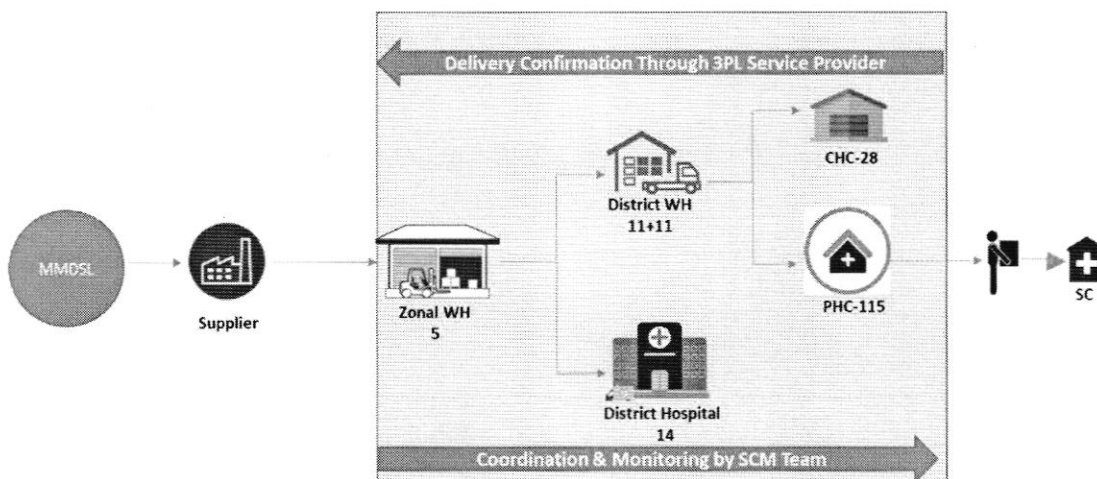 Delivery Confirmation Through 3PL Service Provider
CHC-28
District WH
11+11
MMDSL
Supplier
Zonal WH
5
PHC-115
SC
District Hospital
14
Coordination & Monitoring by SCM Team